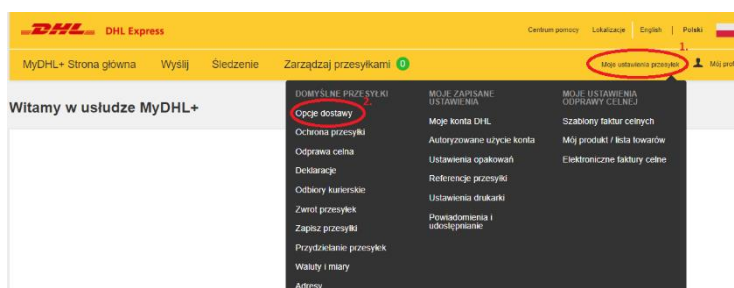 DHL DHL Express
Centrum pomocy Lokalizacje English | Polski
1.
MyDHL+ Strona główna Wyślij Śledzenie Zarządzaj przesyłkami 0 Moje ustawienia przesyłek Mój prof
Witamy w usłudze MyDHL+
DOMYŚLNE PRZESYŁKI
2.
Opcje dostawy
Ochrona przesyłki
Odprawa celna
Deklaracje
Odbiory kurierskie
Zwrot przesyłek
Zapisz przesyłki
Przydzielanie przesyłek
Waluty i miary
Adresy
MOJE ZAPISANE
USTAWIENIA
Moje konta DHL
Autoryzowane użycie konta
Ustawienia opakowań
Referencje przesyłki
Ustawienia drukarki
Powiadomienia i
udostępnianie
MOJE USTAWIENIA
ODPRAWY CELNEJ
Szablony faktur celnych
Mój produkt / lista towarów
Elektroniczne faktury celne